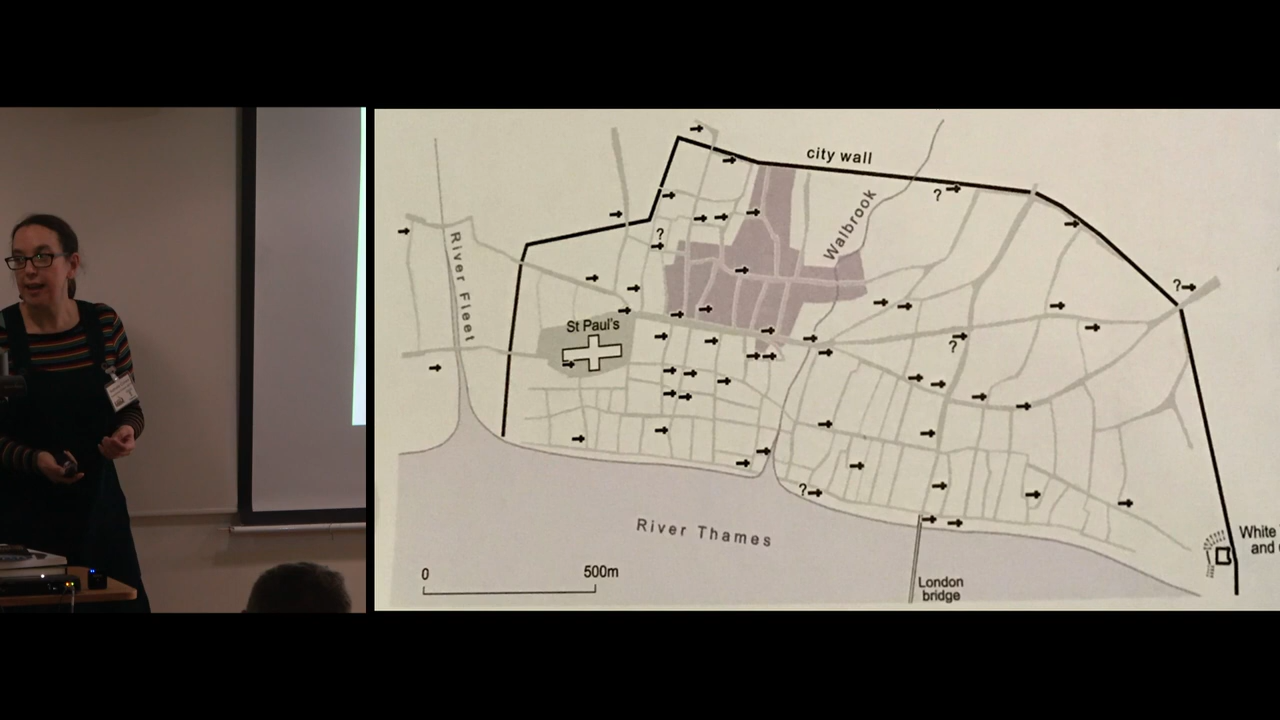 city wall
Walbrook
?
?
River Fleet
?
St Paul's
?
?
River Thames
0
500m
London
bridge
White
and